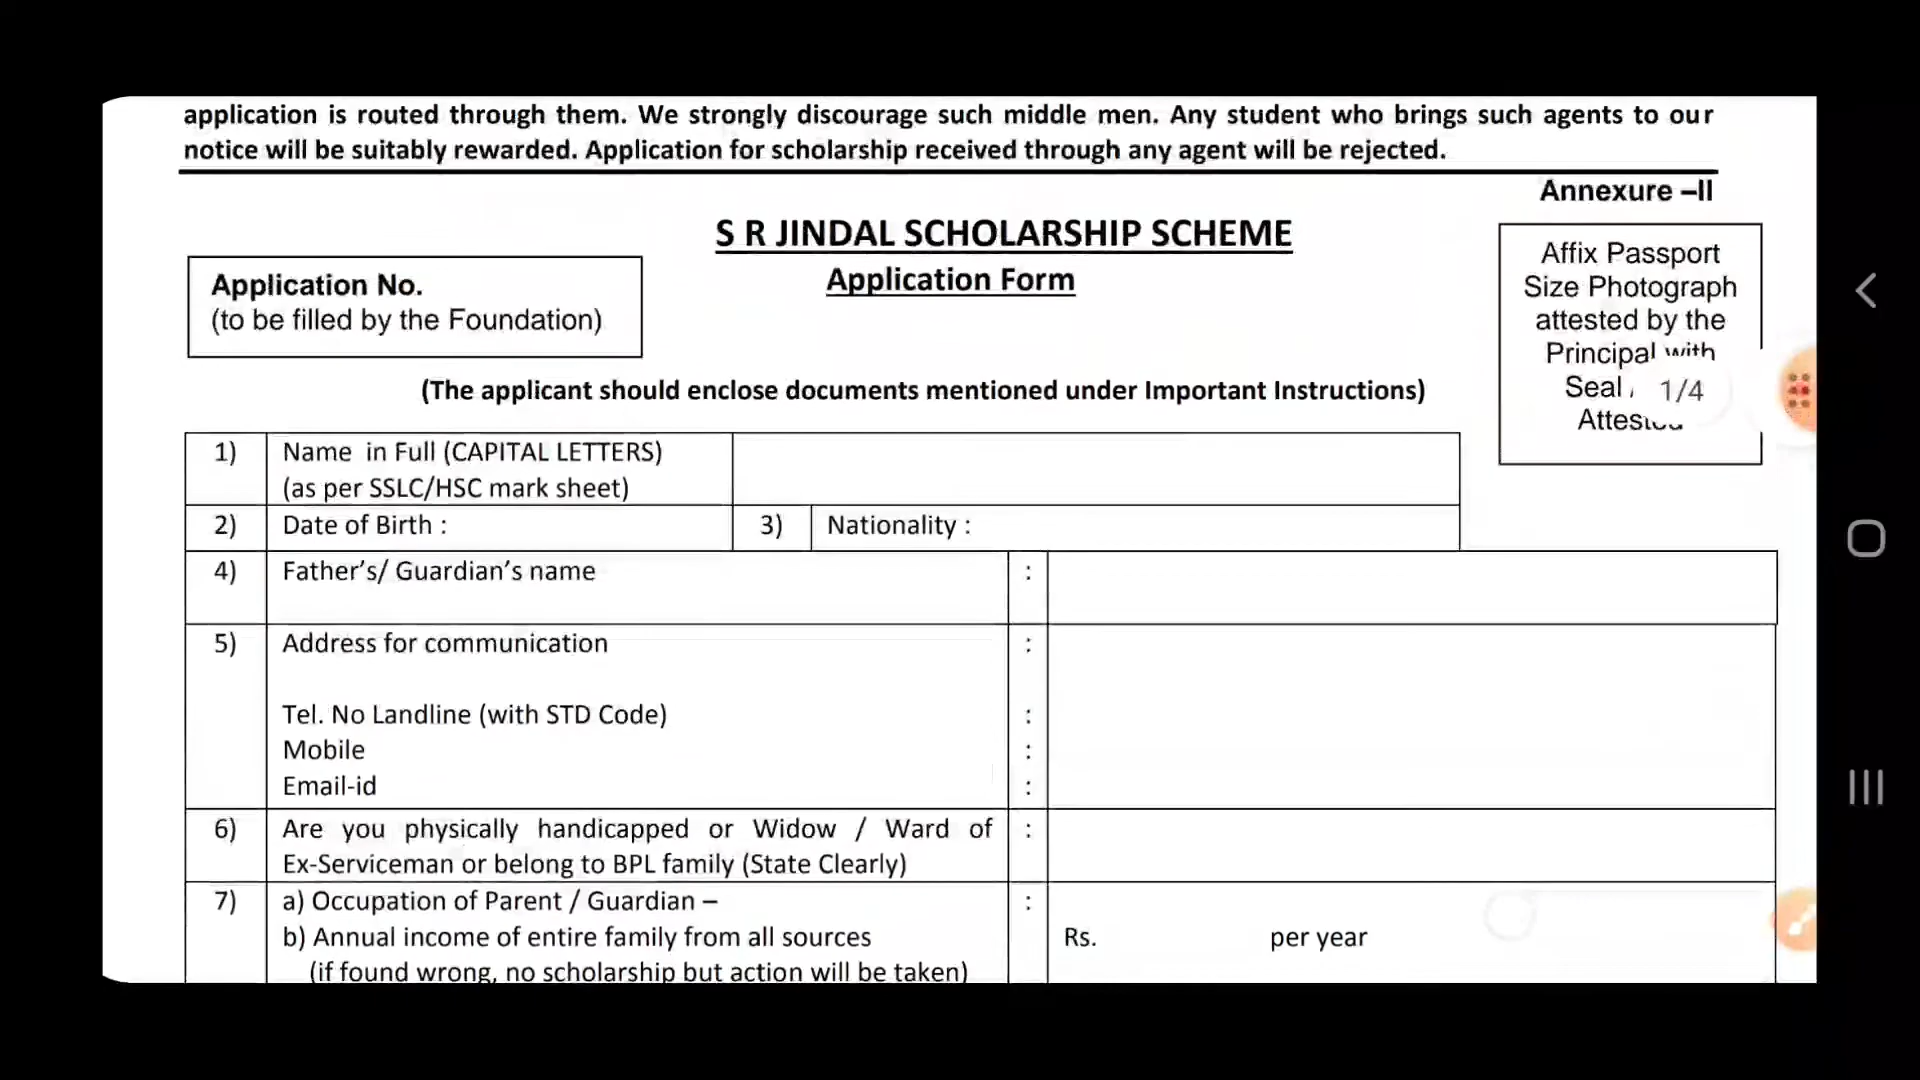 application is routed through them. We strongly discourage such middle men. Any student who brings such agents to our
notice will be suitably rewarded. Application for scholarship received through any agent will be rejected.
Annexure –II
S R JINDAL SCHOLARSHIP SCHEME
Application Form
Application No.
(to be filled by the Foundation)
Affix Passport
Size Photograph
attested by the
Principal with
Seal
1/4
(The applicant should enclose documents mentioned under Important Instructions)
1) Name in Full (CAPITAL LETTERS)
(as per SSLC/HSC mark sheet)
2) Date of Birth : 3) Nationality :
4) Father's/ Guardian's name :
5) Address for communication :
Tel. No Landline (with STD Code) :
Mobile :
Email-id :
6) Are you physically handicapped or Widow / Ward of :
Ex-Serviceman or belong to BPL family (State Clearly)
7) a) Occupation of Parent / Guardian – :
b) Annual income of entire family from all sources Rs. per year
(if found wrong, no scholarship but action will be taken)